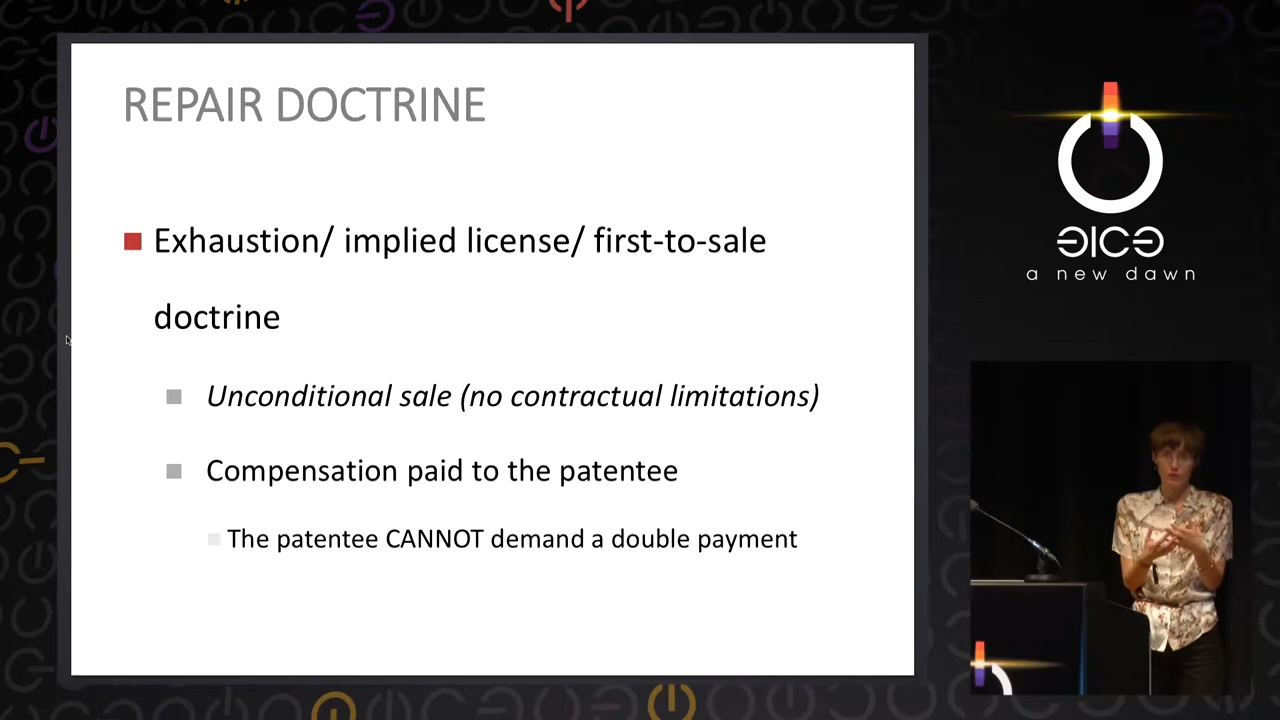 REPAIR DOCTRINE
Exhaustion/ implied license/ first-to-sale
doctrine
Unconditional sale (no contractual limitations)
Compensation paid to the patentee
The patentee CANNOT demand a double payment
31C3
a new dawn